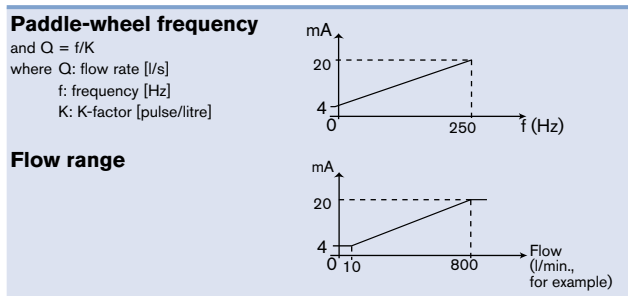 Paddle-wheel frequency
and Q = f/K
where Q: flow rate [l/s]
f: frequency [Hz]
K: K-factor [pulse/litre]
mA
20
4
0
250
f (Hz)
Flow range
mA
20
4
0
10
800
Flow
(l/min.,
for example)